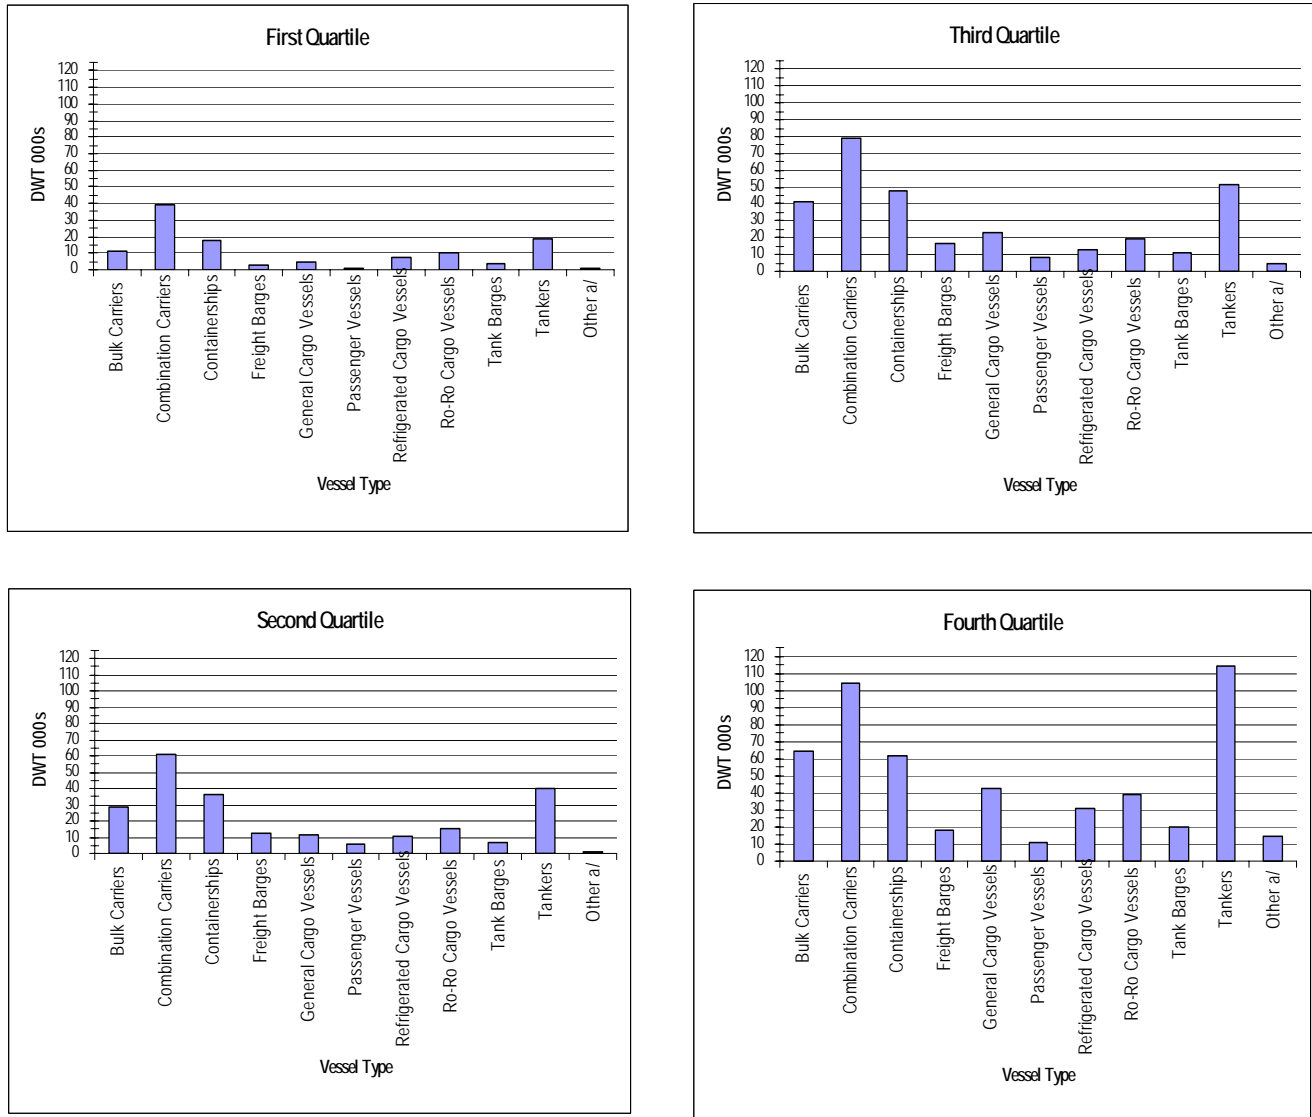 First Quartile
DWT 000s
120
110
100
90
80
70
60
50
40
30
20
10
0
Bulk Carriers
Combination Carriers
Containerships
Freight Barges
General Cargo Vessels
Passenger Vessels
Refrigerated Cargo Vessels
Ro-Ro Cargo Vessels
Tank Barges
Tankers
Other a/
Vessel Type
Third Quartile
DWT 000s
120
110
100
90
80
70
60
50
40
30
20
10
0
Bulk Carriers
Combination Carriers
Containerships
Freight Barges
General Cargo Vessels
Passenger Vessels
Refrigerated Cargo Vessels
Ro-Ro Cargo Vessels
Tank Barges
Tankers
Other a/
Vessel Type
Second Quartile
DWT 000s
120
110
100
90
80
70
60
50
40
30
20
10
0
Bulk Carriers
Combination Carriers
Containerships
Freight Barges
General Cargo Vessels
Passenger Vessels
Refrigerated Cargo Vessels
Ro-Ro Cargo Vessels
Tank Barges
Tankers
Other a/
Vessel Type
Fourth Quartile
DWT 000s
120
110
100
90
80
70
60
50
40
30
20
10
0
Bulk Carriers
Combination Carriers
Containerships
Freight Barges
General Cargo Vessels
Passenger Vessels
Refrigerated Cargo Vessels
Ro-Ro Cargo Vessels
Tank Barges
Tankers
Other a/
Vessel Type